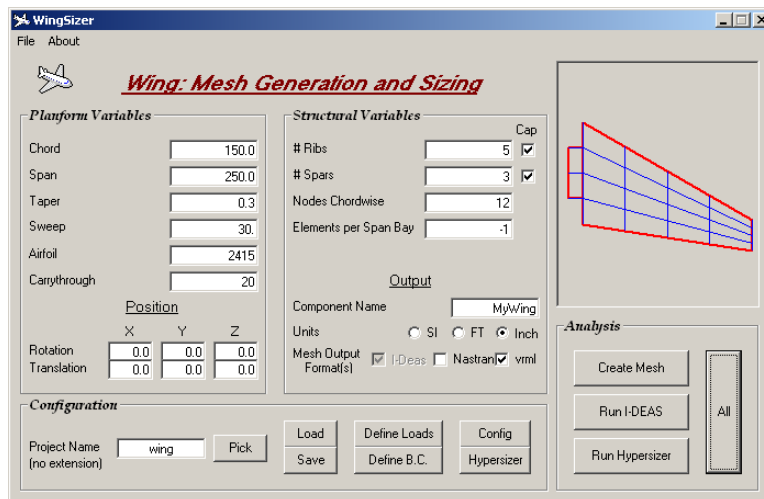 WingSizer
File About
Wing: Mesh Generation and Sizing
Planform Variables
Chord 150.0
Span 250.0
Taper 0.3
Sweep 30.
Airfoil 2415
Carrythrough 20
Position
X Y Z
Rotation 0.0 0.0 0.0
Translation 0.0 0.0 0.0
Structural Variables
Cap
# Ribs 5
# Spars 3
Nodes Chordwise 12
Elements per Span Bay -1
Output
Component Name MyWing
Units SI FT Inch
Mesh Output Format(s) I-Deas Nastran vrml
Analysis
Create Mesh
Run I-DEAS
Run Hypersizer
All
Configuration
Project Name (no extension) wing Pick
Load Define Loads Config
Save Define B.C. Hypersizer